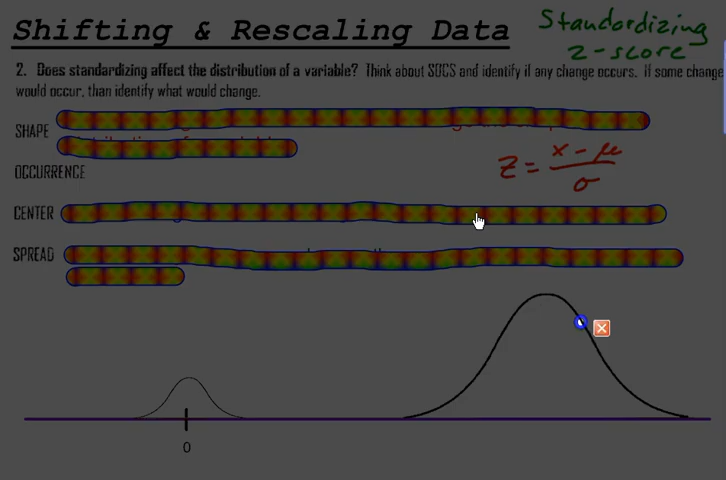 Shifting & Rescaling Data
Standardizing
z-score
2. Does standardizing affect the distribution of a variable? Think about SOCS and identify if any change occurs. If some change
would occur, than identify what would change.
SHAPE
z = x - μ / σ
OCCURRENCE
CENTER
SPREAD
0